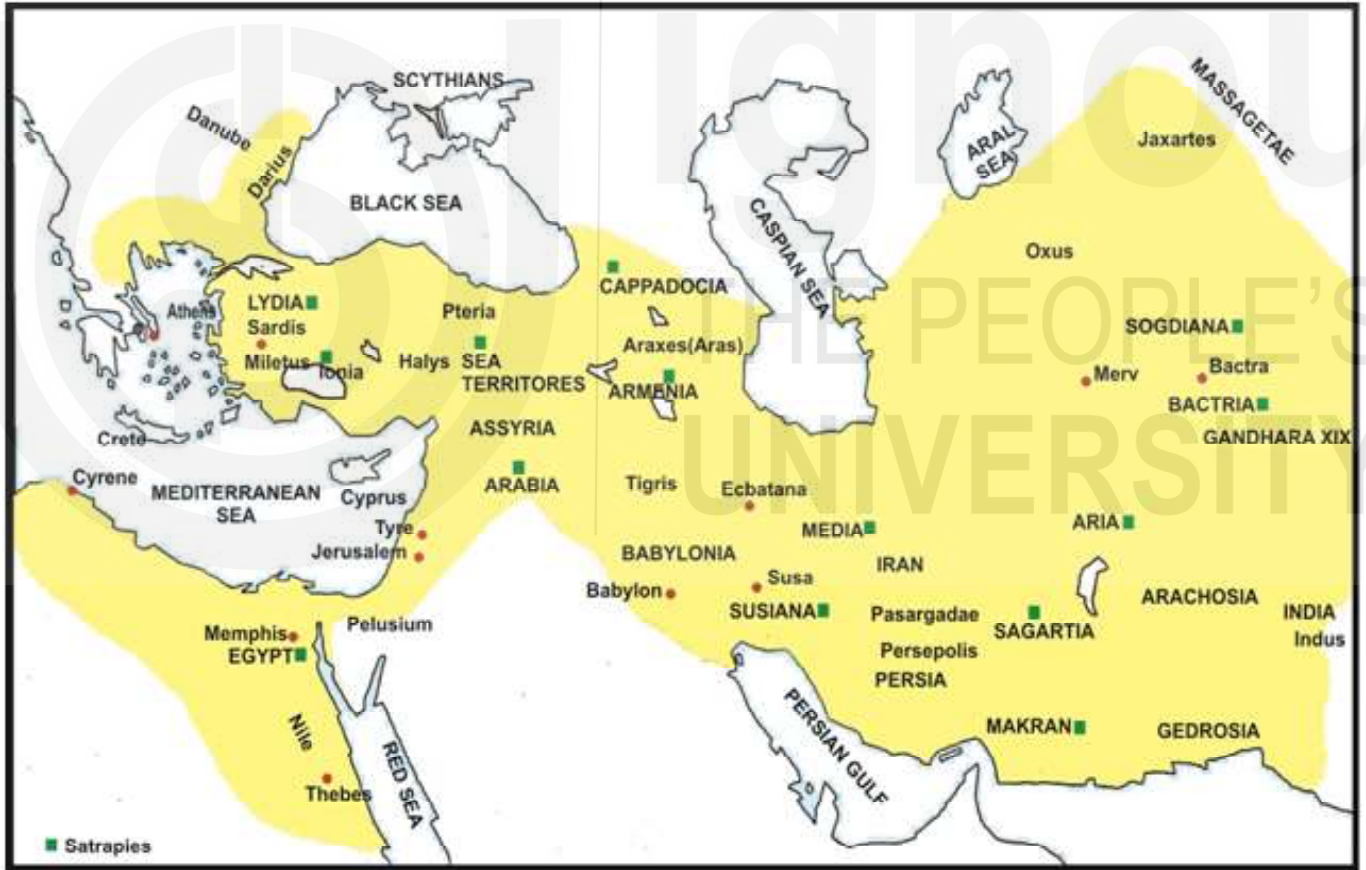 ignou
THE PEOPLE'S
UNIVERSITY
SCYTHIANS
MASSAGETAE
Danube
Darius
Jaxartes
ARAL
SEA
BLACK SEA
CASPIAN SEA
Oxus
CAPPADOCIA
Athens
LYDIA
Sardis
Pteria
Miletus
Ionia
Halys
SEA
TERRITORES
Araxes(Aras)
ARMENIA
SOGDIANA
Merv
Bactra
BACTRIA
GANDHARA XIX
Crete
ASSYRIA
Cyrene
MEDITERRANEAN
SEA
Cyprus
ARABIA
Tigris
Ecbatana
Tyre
Jerusalem
MEDIA
ARIA
BABYLONIA
IRAN
Babylon
Susa
SUSIANA
Pasargadae
SAGARTIA
ARACHOSIA
INDIA
Indus
Memphis
EGYPT
Pelusium
Persepolis
PERSIA
Nile
RED SEA
PERSIAN GULF
MAKRAN
GEDROSIA
Thebes
Satrapies